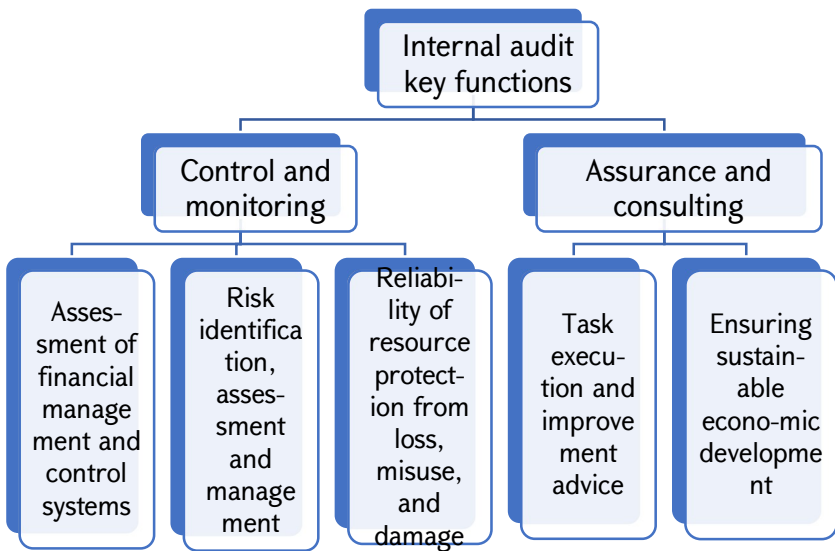 Internal audit
key functions
Control and
monitoring
Assurance and
consulting
Asses-
sment of
financial
manage
ment and
control
systems
Risk
identifica
tion,
asses-
sment
and
manage
ment
Reliabi-
lity of
resource
protect-
ion from
loss,
misuse,
and
damage
Task
execu-
tion and
improve
ment
advice
Ensuring
sustain-
able
econo-mic
developme
nt